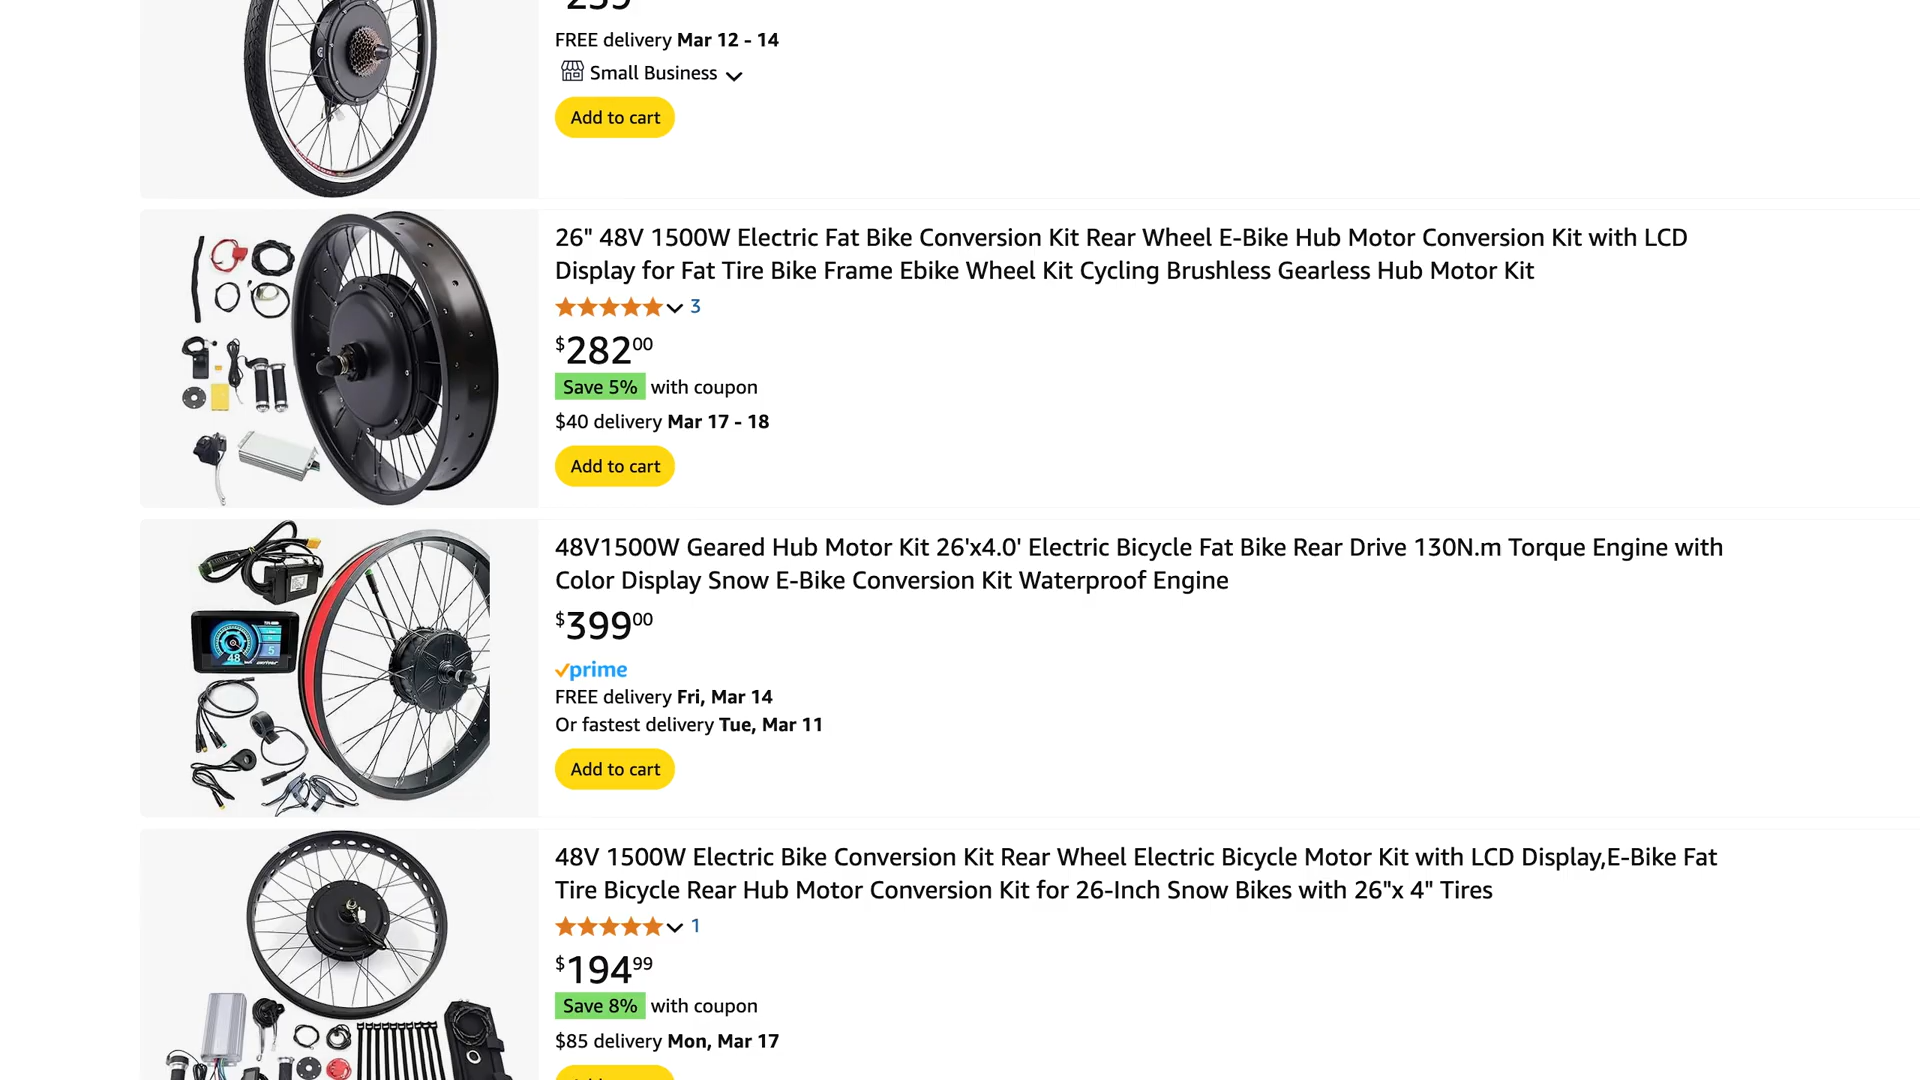 FREE delivery Mar 12 - 14
Small Business
Add to cart
26" 48V 1500W Electric Fat Bike Conversion Kit Rear Wheel E-Bike Hub Motor Conversion Kit with LCD
Display for Fat Tire Bike Frame Ebike Wheel Kit Cycling Brushless Gearless Hub Motor Kit
3
$28200
Save 5% with coupon
$40 delivery Mar 17 - 18
Add to cart
48V1500W Geared Hub Motor Kit 26'x4.0' Electric Bicycle Fat Bike Rear Drive 130N.m Torque Engine with
Color Display Snow E-Bike Conversion Kit Waterproof Engine
$39900
prime
FREE delivery Fri, Mar 14
Or fastest delivery Tue, Mar 11
Add to cart
48
5
48V 1500W Electric Bike Conversion Kit Rear Wheel Electric Bicycle Motor Kit with LCD Display,E-Bike Fat
Tire Bicycle Rear Hub Motor Conversion Kit for 26-Inch Snow Bikes with 26"x 4" Tires
1
$19499
Save 8% with coupon
$85 delivery Mon, Mar 17